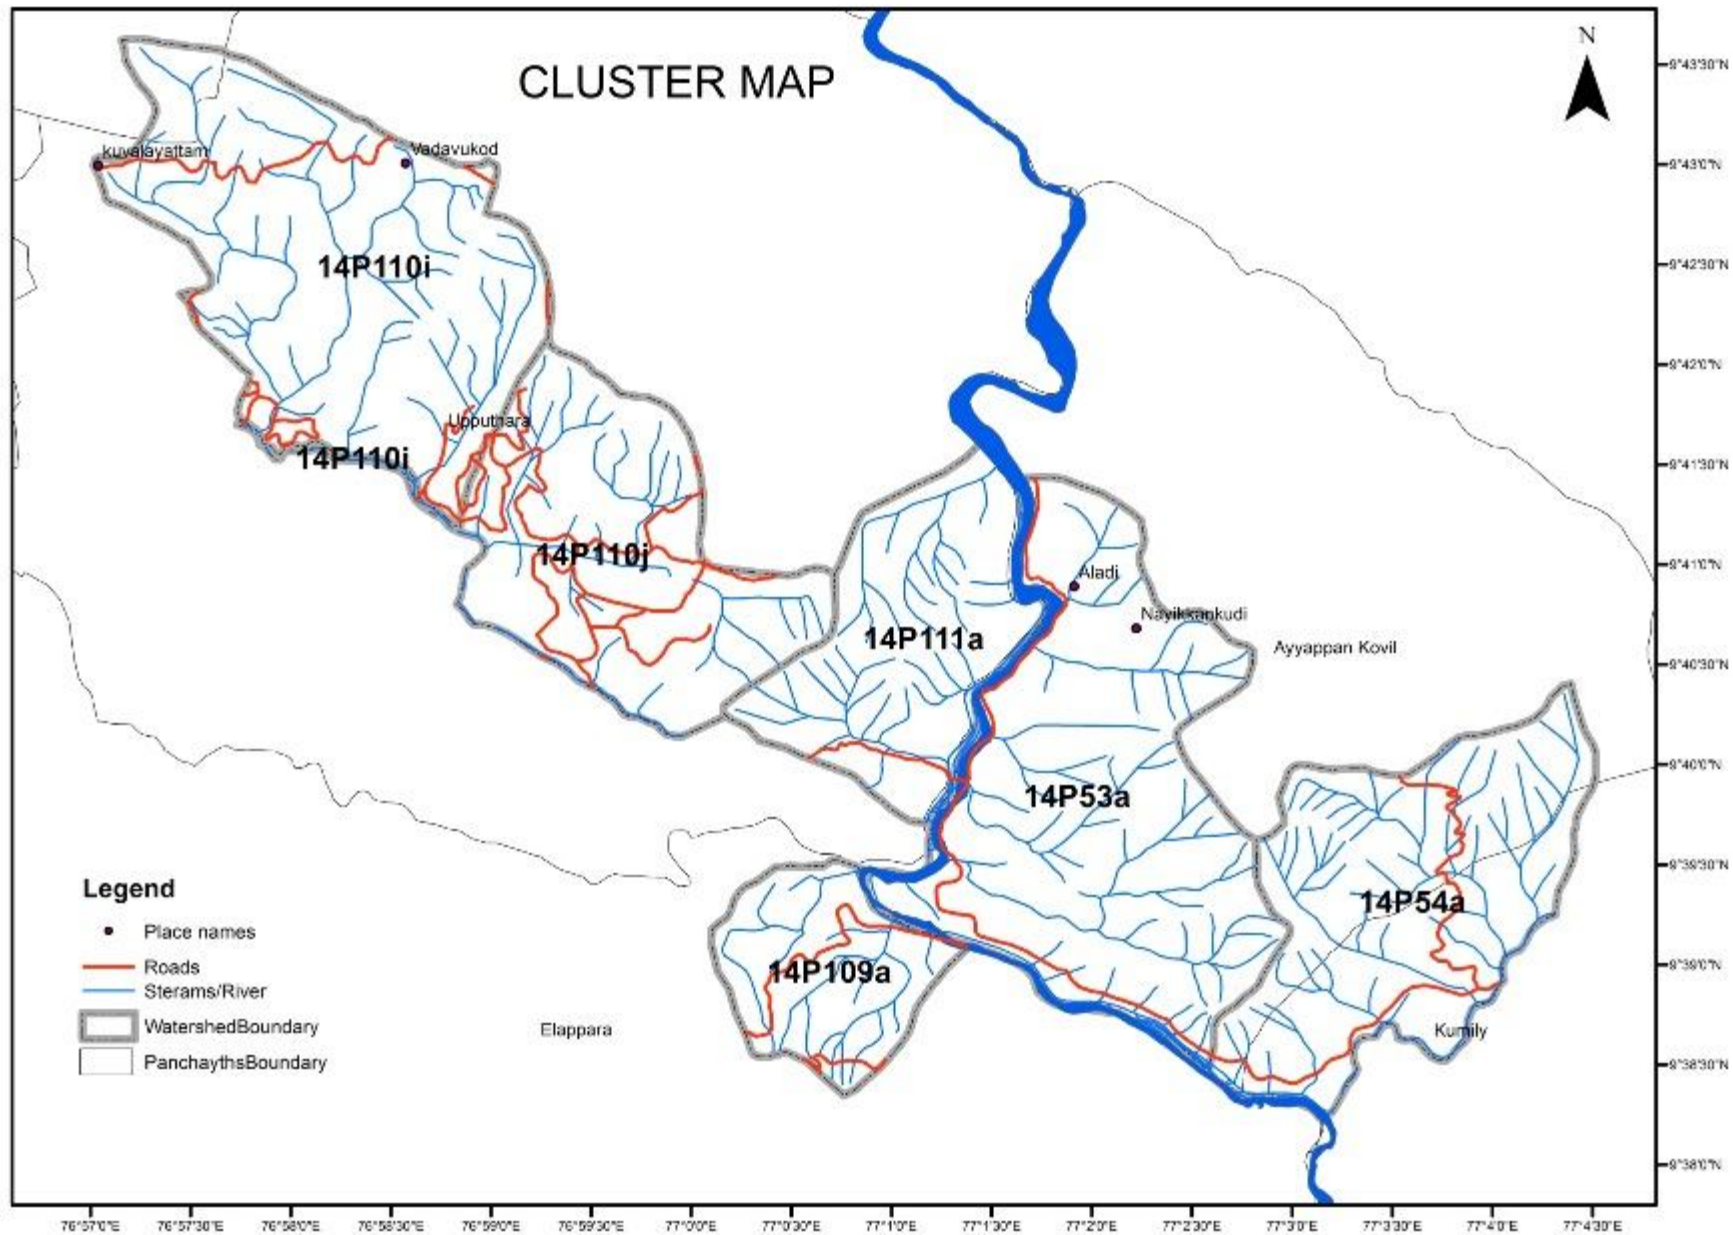 CLUSTER MAP
N
kuvalayattam
Vadavukod
14P110i
Upputhara
14P110i
14P110j
Aladi
Nayikkankudi
14P111a
Ayyappan Kovil
14P53a
14P54a
14P109a
Elappara
Kumily
Legend
Place names
Roads
Sterams/River
WatershedBoundary
PanchaythsBoundary
9°43'30"N
9°43'0"N
9°42'30"N
9°42'0"N
9°41'30"N
9°41'0"N
9°40'30"N
9°40'0"N
9°39'30"N
9°39'0"N
9°38'30"N
9°38'0"N
76°57'0"E 76°57'30"E 76°58'0"E 76°58'30"E 76°59'0"E 76°59'30"E 77°0'0"E 77°0'30"E 77°1'0"E 77°1'30"E 77°2'0"E 77°2'30"E 77°3'0"E 77°3'30"E 77°4'0"E 77°4'30"E